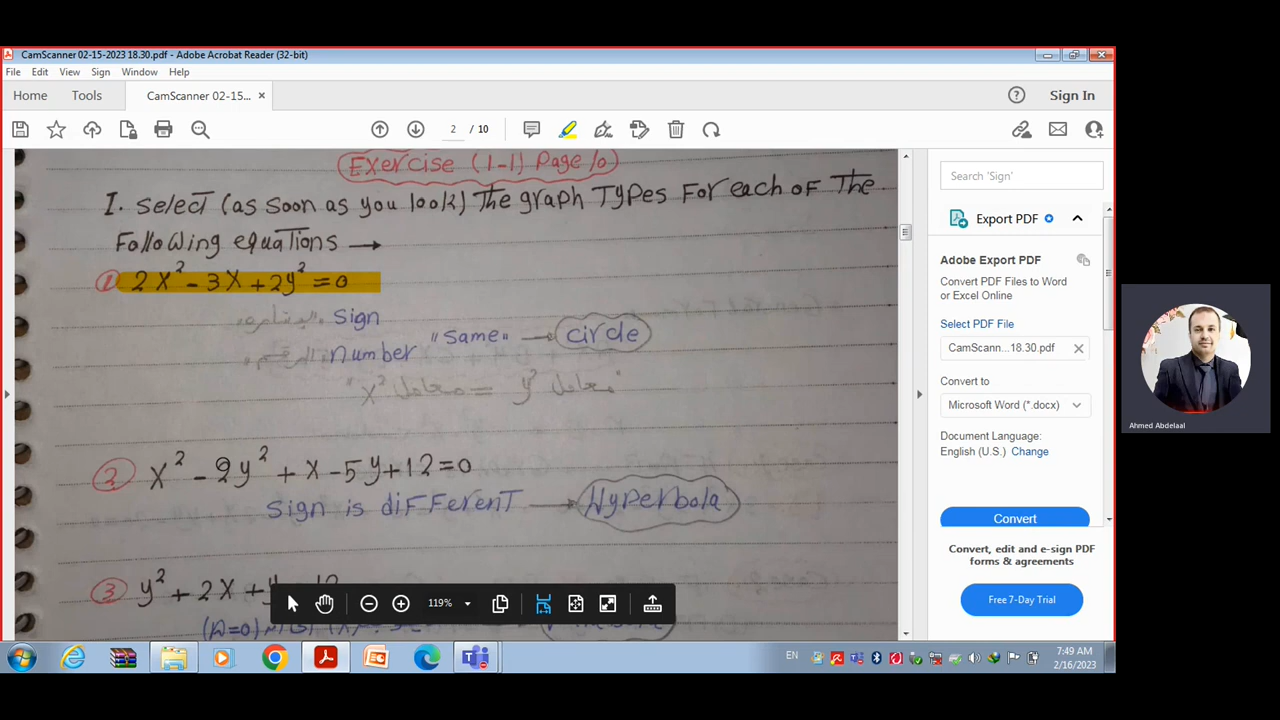 CamScanner 02-15-2023 18.30.pdf - Adobe Acrobat Reader (32-bit)
File Edit View Sign Window Help
Home Tools CamScanner 02-15... × Sign In
2 / 10
Exercise (1-1) Page 10
I. Select (as soon as you look) The graph Types For each of The
Following equations →
① 2x² - 3x + 2y² = 0
Sign
number "same" → circle
"x² معامل = y² معامل"
② x² - 2y² + x - 5y + 12 = 0
Sign is different → Hyperbola
③ y² + 2x + y
119%
Search 'Sign'
Export PDF
Adobe Export PDF
Convert PDF Files to Word
or Excel Online
Select PDF File
CamScann...18.30.pdf
Convert to
Microsoft Word (*.docx)
Document Language:
English (U.S.) Change
Convert
Convert, edit and e-sign PDF
forms & agreements
Free 7-Day Trial
Ahmed Abdelaal
EN
7:49 AM
2/16/2023